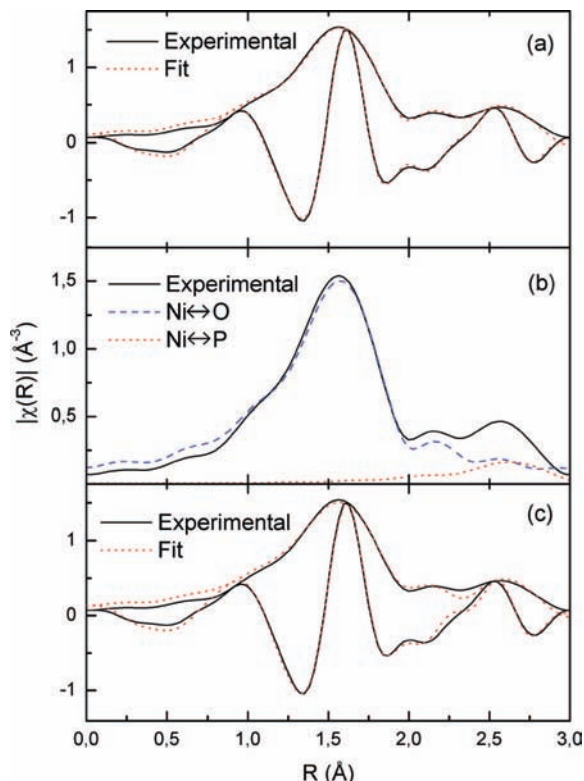 (a)
Experimental
Fit
1
0
-1
(b)
Experimental
Ni↔O
Ni↔P
1,5
1,0
0,5
|χ(R)| (Å⁻³)
(c)
Experimental
Fit
1
0
-1
0,0 0,5 1,0 1,5 2,0 2,5 3,0
R (Å)